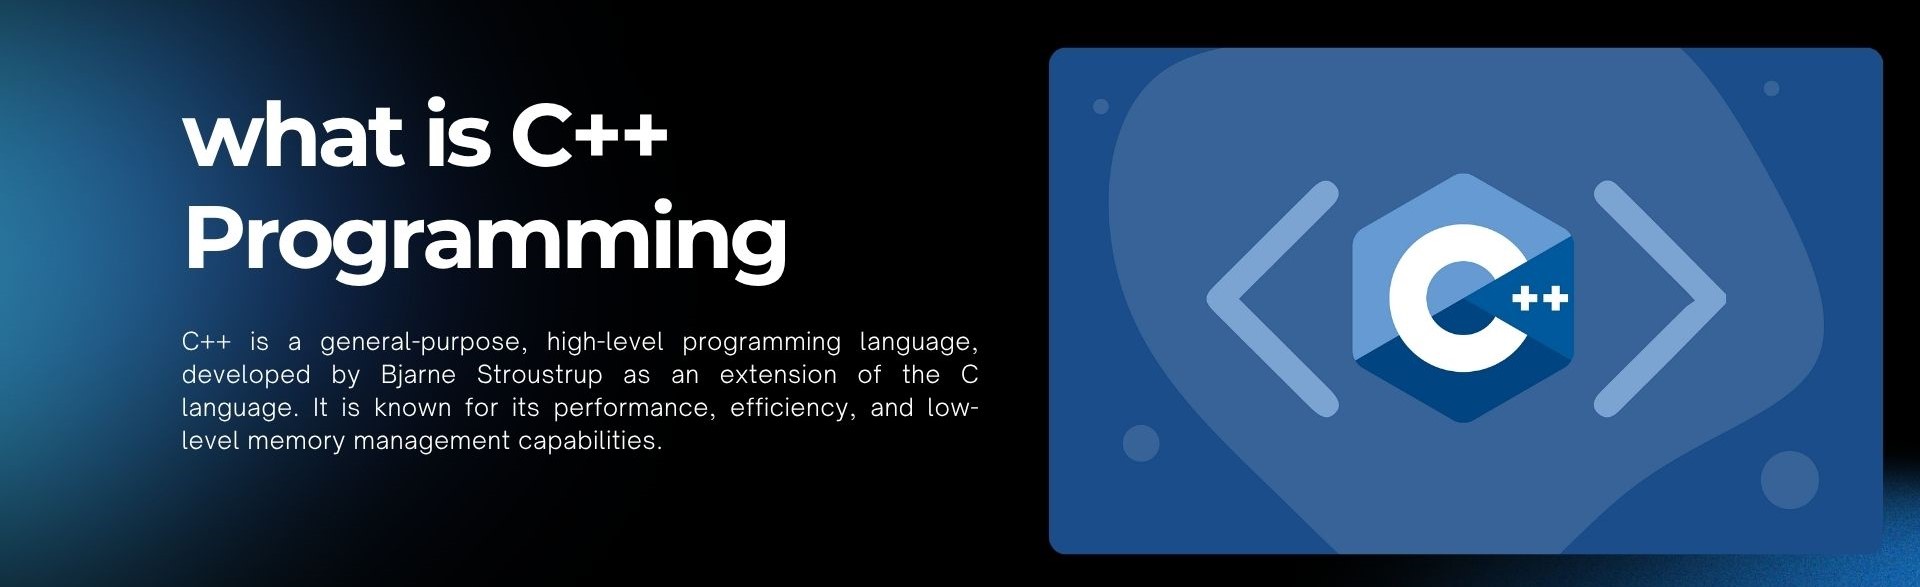 what is C++
Programming
C++ is a general-purpose, high-level programming language,
developed by Bjarne Stroustrup as an extension of the C
language. It is known for its performance, efficiency, and low-
level memory management capabilities.
C++